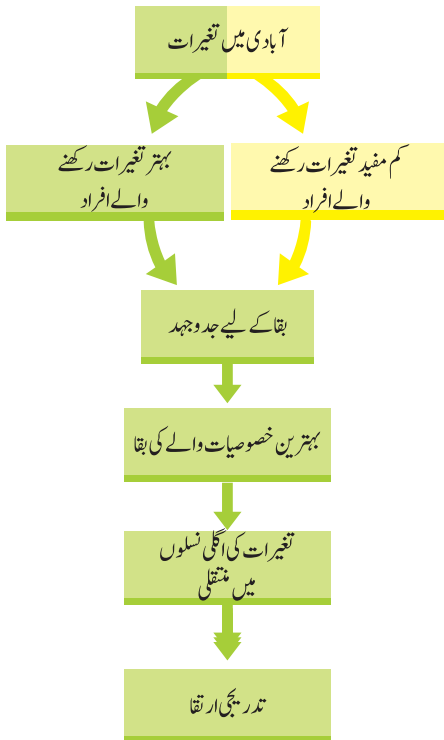 آبادی میں تغیرات
کم مفید تغیرات رکھنے
والے افراد
بہتر تغیرات رکھنے
والے افراد
بقا کے لیے جدوجہد
بہترین خصوصیات والے کی بقا
تغیرات کی اگلی نسلوں
میں منتقلی
تدریجی ارتقا